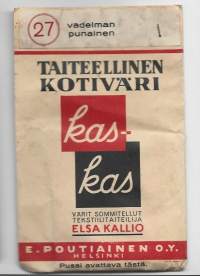 27 vadelman
punainen
TAITEELLINEN
KOTIVÄRI
kas-
kas
VÄRIT SOMMITELLUT
TEKSTIILITAITEILIJA
ELSA KALLIO
E. POUTIAINEN O.Y.
HELSINKI
Pussi avattava tästä.